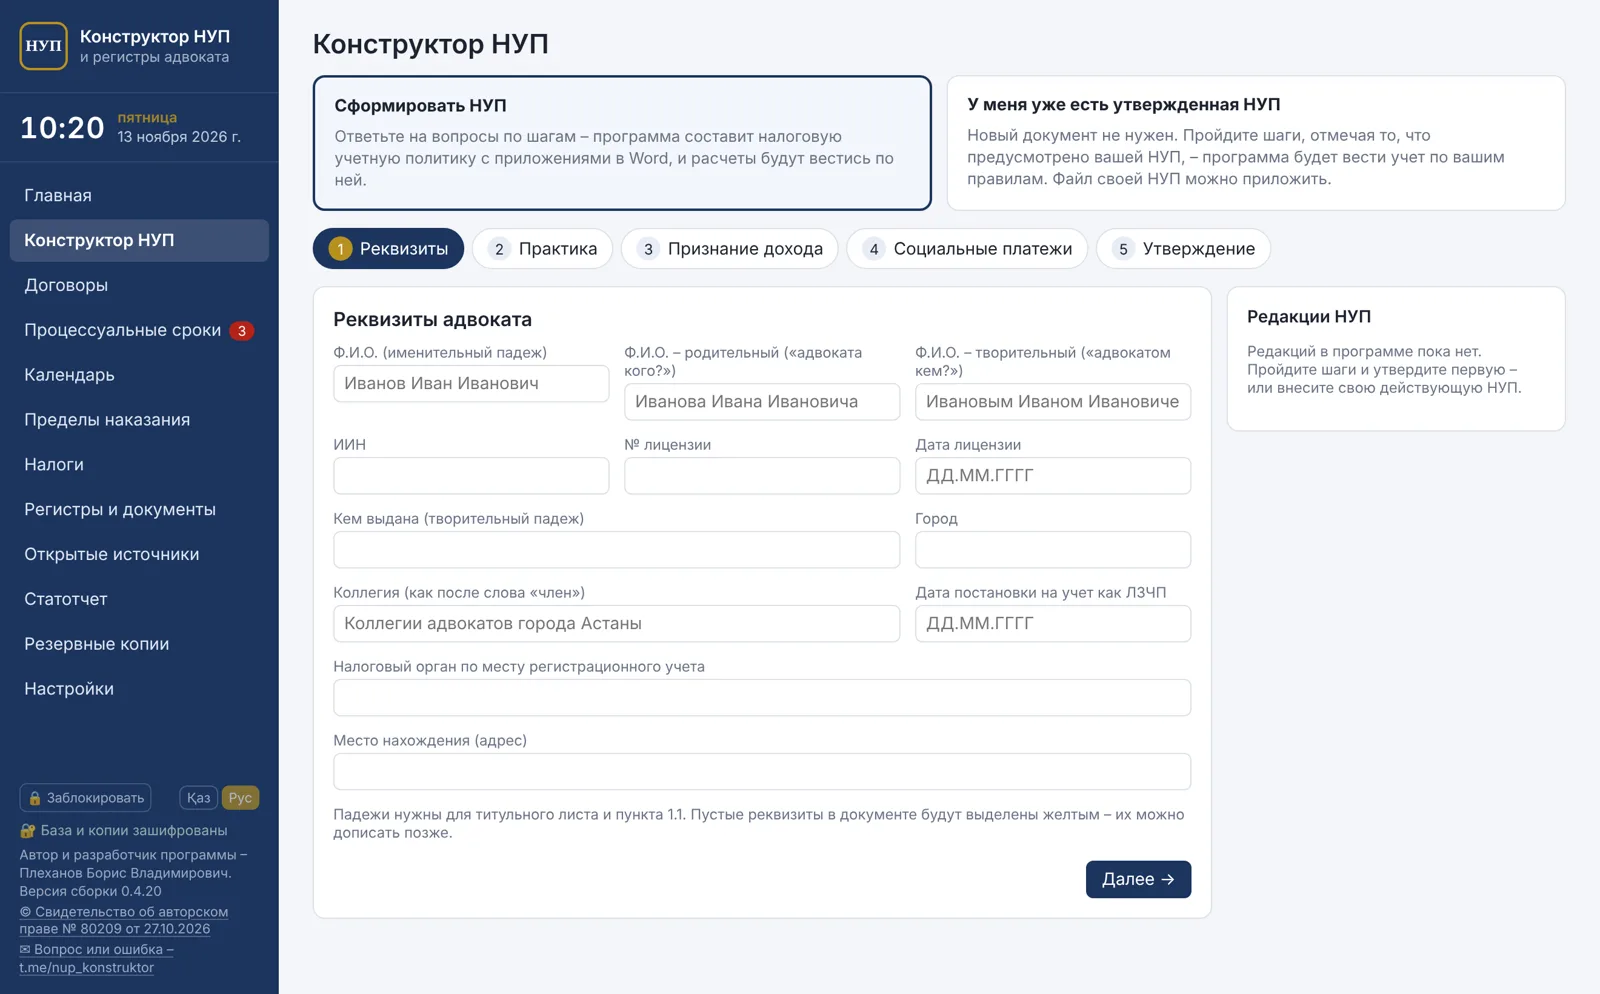 НУП
Конструктор НУП
и регистры адвоката
10:20
пятница
13 ноября 2026 г.
Главная
Конструктор НУП
Договоры
Процессуальные сроки 3
Календарь
Пределы наказания
Налоги
Регистры и документы
Открытые источники
Статотчет
Резервные копии
Настройки
🔒 Заблокировать
Қаз
Рус
🔐 База и копии зашифрованы
Автор и разработчик программы –
Плеханов Борис Владимирович.
Версия сборки 0.4.20
© Свидетельство об авторском
праве № 80209 от 27.10.2026
✉ Вопрос или ошибка –
t.me/nup_konstruktor
Конструктор НУП
Сформировать НУП
Ответьте на вопросы по шагам – программа составит налоговую
учетную политику с приложениями в Word, и расчеты будут вестись по
ней.
У меня уже есть утвержденная НУП
Новый документ не нужен. Пройдите шаги, отмечая то, что
предусмотрено вашей НУП, – программа будет вести учет по вашим
правилам. Файл своей НУП можно приложить.
1 Реквизиты
2 Практика
3 Признание дохода
4 Социальные платежи
5 Утверждение
Реквизиты адвоката
Ф.И.О. (именительный падеж)
Иванов Иван Иванович
Ф.И.О. – родительный («адвоката
кого?»)
Иванова Ивана Ивановича
Ф.И.О. – творительный («адвокатом
кем?»)
Ивановым Иваном Ивановиче
ИИН
№ лицензии
Дата лицензии
ДД.ММ.ГГГГ
Кем выдана (творительный падеж)
Город
Коллегия (как после слова «член»)
Коллегии адвокатов города Астаны
Дата постановки на учет как ЛЗЧП
ДД.ММ.ГГГГ
Налоговый орган по месту регистрационного учета
Место нахождения (адрес)
Падежи нужны для титульного листа и пункта 1.1. Пустые реквизиты в документе будут выделены желтым – их можно
дописать позже.
Далее →
Редакции НУП
Редакций в программе пока нет.
Пройдите шаги и утвердите первую –
или внесите свою действующую НУП.